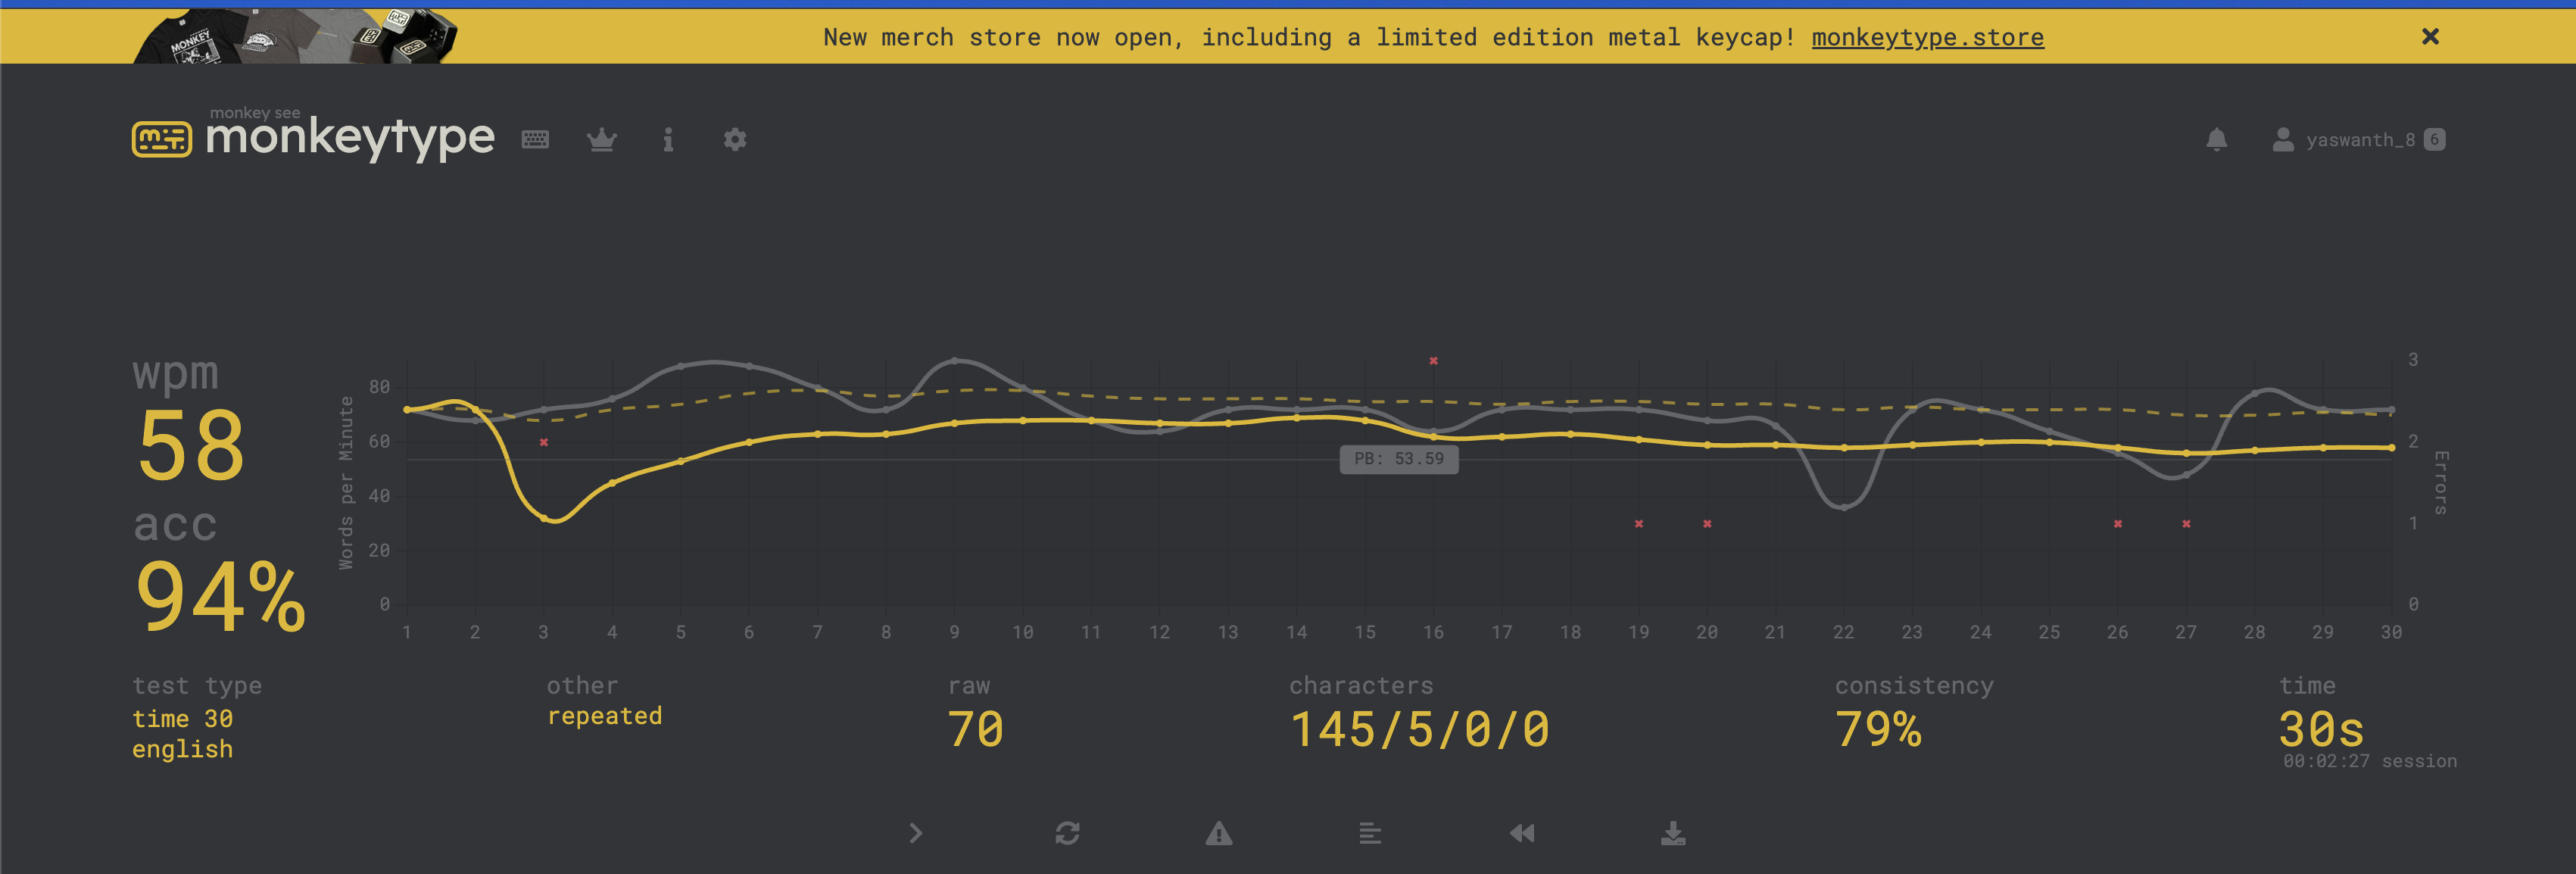 New merch store now open, including a limited edition metal keycap! monkeytype.store
MONKEY
monkey see
monkeytype
yaswanth_8 6
wpm
58
acc
94%
Words per Minute
80
60
40
20
0
PB: 53.59
3
2
1
0
Errors
1 2 3 4 5 6 7 8 9 10 11 12 13 14 15 16 17 18 19 20 21 22 23 24 25 26 27 28 29 30
test type
time 30
english
other
repeated
raw
70
characters
145/5/0/0
consistency
79%
time
30s
00:02:27 session